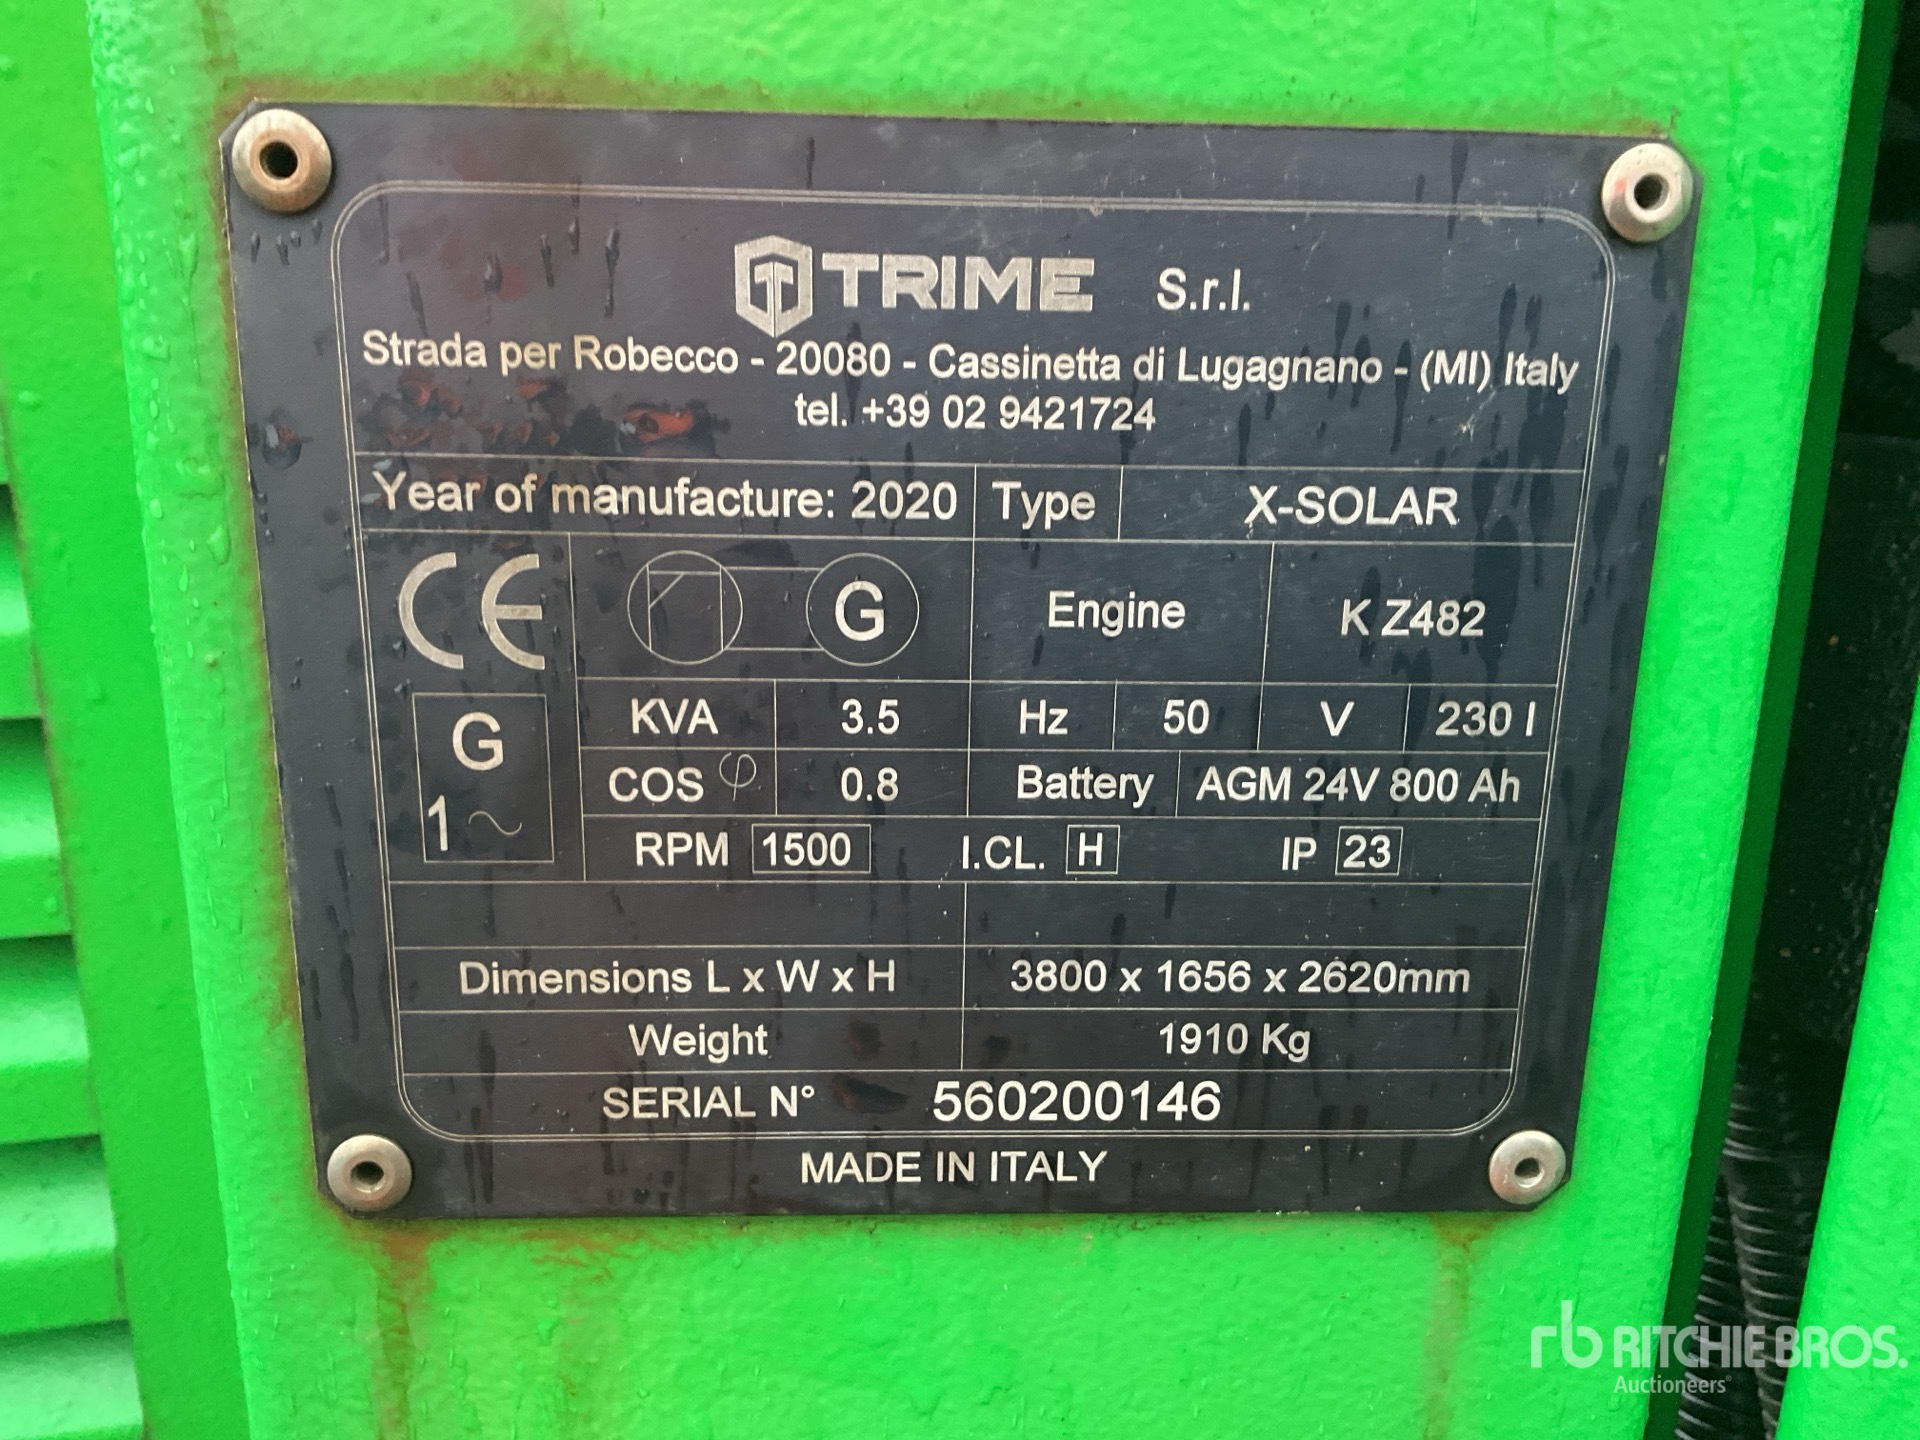 TRIME S.r.l.
Strada per Robecco - 20080 - Cassinetta di Lugagnano - (MI) Italy
tel. +39 02 9421724
Year of manufacture: 2020 Type X-SOLAR
CE G Engine K Z482
G
1~
KVA 3.5 Hz 50 V 230 I
COS φ 0.8 Battery AGM 24V 800 Ah
RPM 1500 I.CL. H IP 23
Dimensions L x W x H 3800 x 1656 x 2620mm
Weight 1910 Kg
SERIAL N° 560200146
MADE IN ITALY
rb RITCHIE BROS.
Auctioneers®